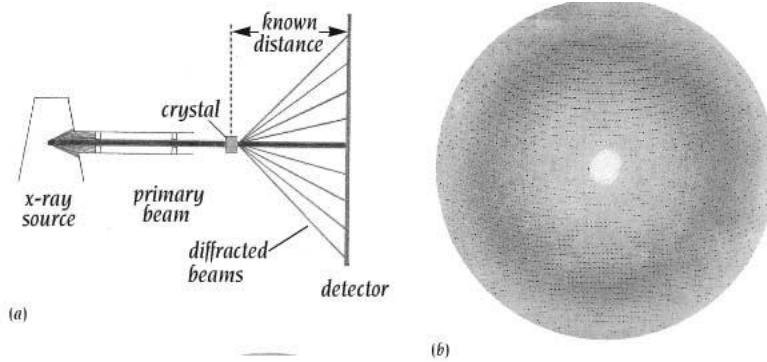 known
distance
crystal
x-ray
source
primary
beam
diffracted
beams
detector
(a)
(b)